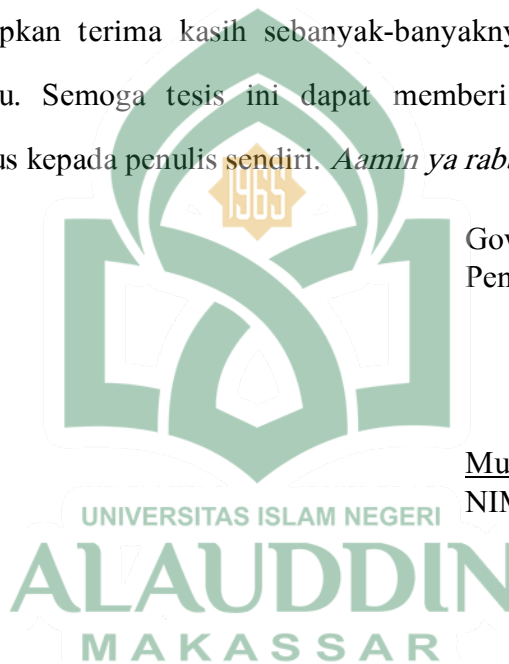 pkan terima kasih sebanyak-banyakny
u. Semoga tesis ini dapat memberi
us kepada penulis sendiri. Aamin ya rab
1965
Gow
Pen
Mu
NIM
UNIVERSITAS ISLAM NEGERI
ALAUDDIN
MAKASSAR